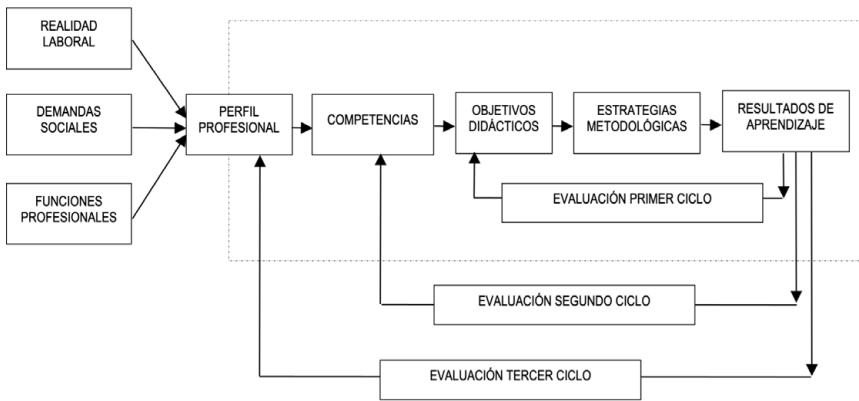 REALIDAD
LABORAL
DEMANDAS
SOCIALES
FUNCIONES
PROFESIONALES
PERFIL
PROFESIONAL
COMPETENCIAS
OBJETIVOS
DIDÁCTICOS
ESTRATEGIAS
METODOLÓGICAS
RESULTADOS DE
APRENDIZAJE
EVALUACIÓN PRIMER CICLO
EVALUACIÓN SEGUNDO CICLO
EVALUACIÓN TERCER CICLO